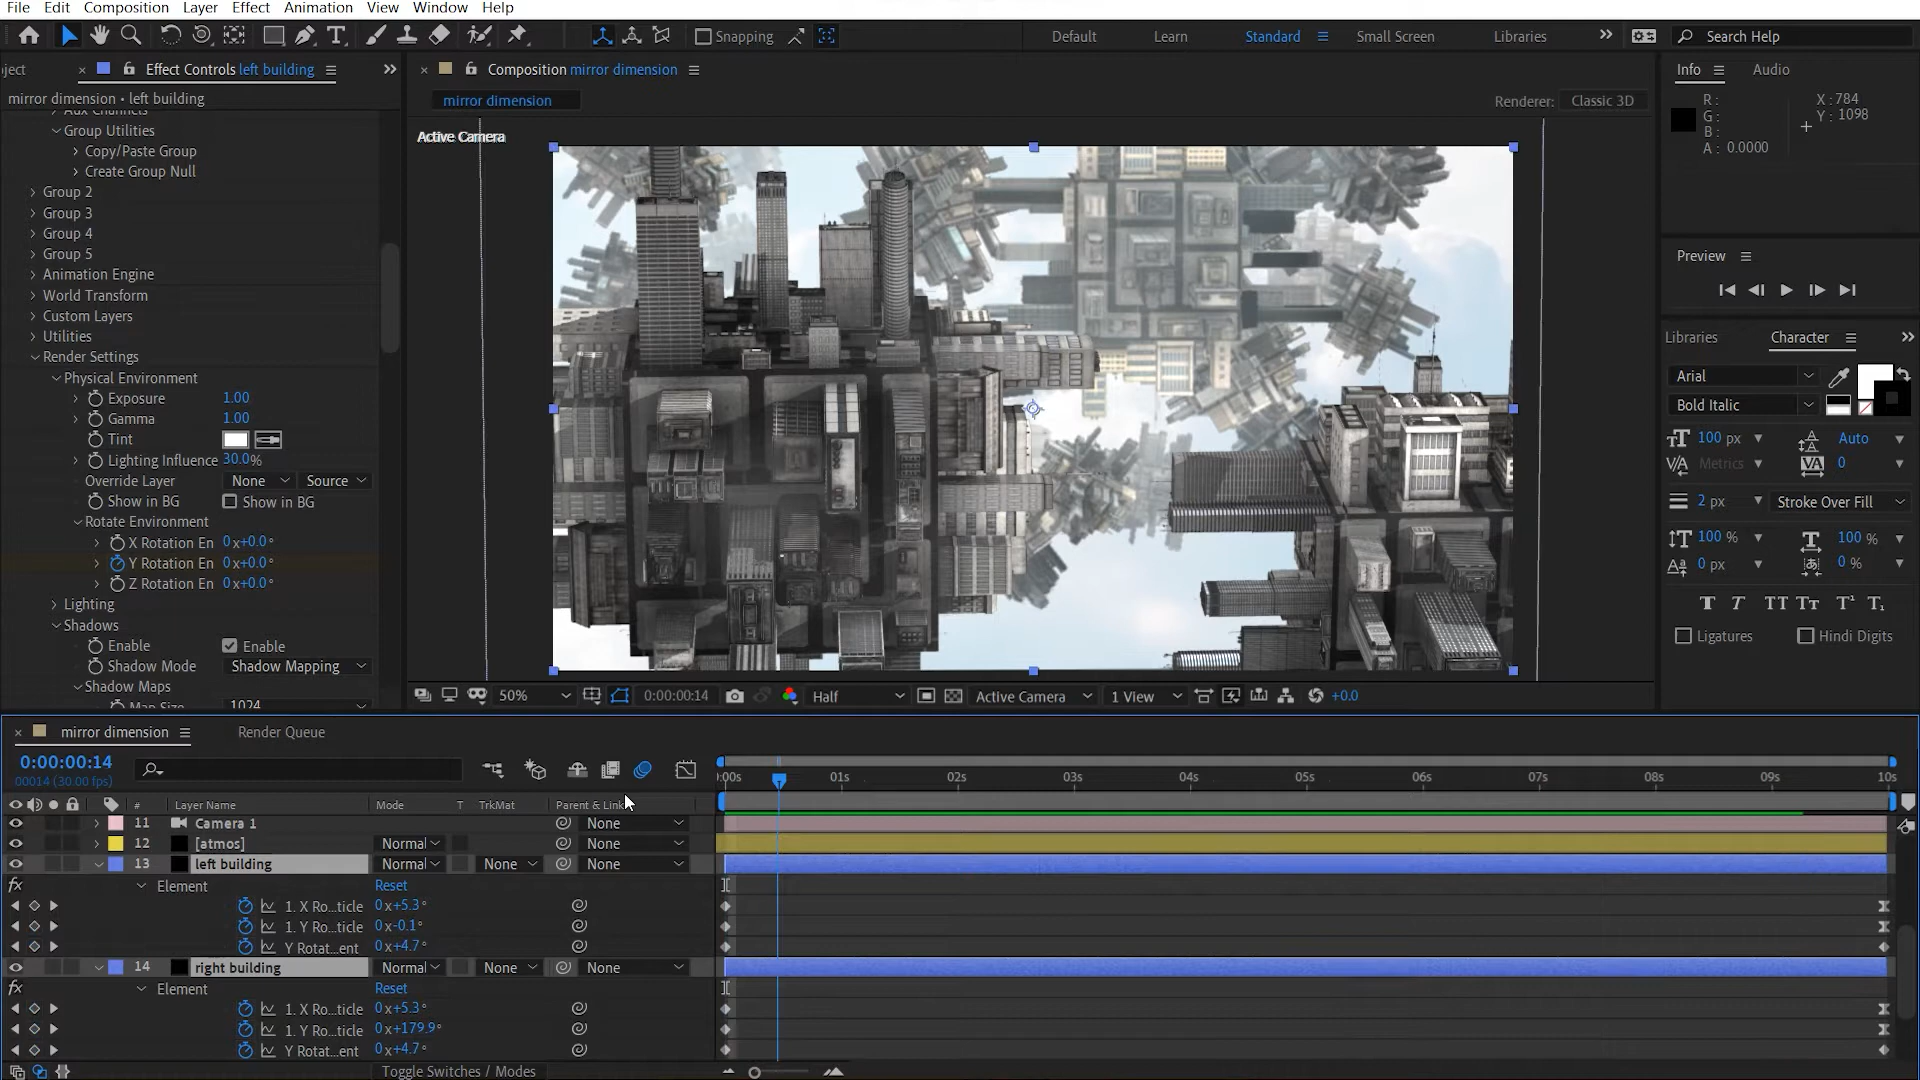 File Edit Composition Layer Effect Animation View Window Help
Snapping
Default Learn Standard Small Screen Libraries
Search Help
oject
Effect Controls left building
mirror dimension • left building
Aux Channels
Group Utilities
Copy/Paste Group
Create Group Null
Group 2
Group 3
Group 4
Group 5
Animation Engine
World Transform
Custom Layers
Utilities
Render Settings
Physical Environment
Exposure 1.00
Gamma 1.00
Tint
Lighting Influence 30.0%
Override Layer None Source
Show in BG Show in BG
Rotate Environment
X Rotation En 0x+0.0°
Y Rotation En 0x+0.0°
Z Rotation En 0x+0.0°
Lighting
Shadows
Enable Enable
Shadow Mode Shadow Mapping
Shadow Maps
Map Size 1024
Composition mirror dimension
mirror dimension
Renderer: Classic 3D
Active Camera
50% 0:00:00:14 Half Active Camera 1 View +0.0
Info Audio
R: X: 784
G: Y: 1098
B:
A: 0.0000
Preview
Libraries Character
Arial
Bold Italic
100 px Auto
Metrics 0
2 px Stroke Over Fill
100 % 100 %
0 px 0 %
T T TT Tt T¹ T₁
Ligatures Hindi Digits
mirror dimension Render Queue
0:00:00:14
00014 (30.00 fps)
# Layer Name Mode T TrkMat Parent & Link
11 Camera 1 None
12 [atmos] Normal None
13 left building Normal None None
Element Reset
1. X Ro...ticle 0x+5.3°
1. Y Ro...ticle 0x-0.1°
Y Rotat...ent 0x+4.7°
14 right building Normal None None
Element Reset
1. X Ro...ticle 0x+5.3°
1. Y Ro...ticle 0x+179.9°
Y Rotat...ent 0x+4.7°
Toggle Switches / Modes
):00s 01s 02s 03s 04s 05s 06s 07s 08s 09s 10s